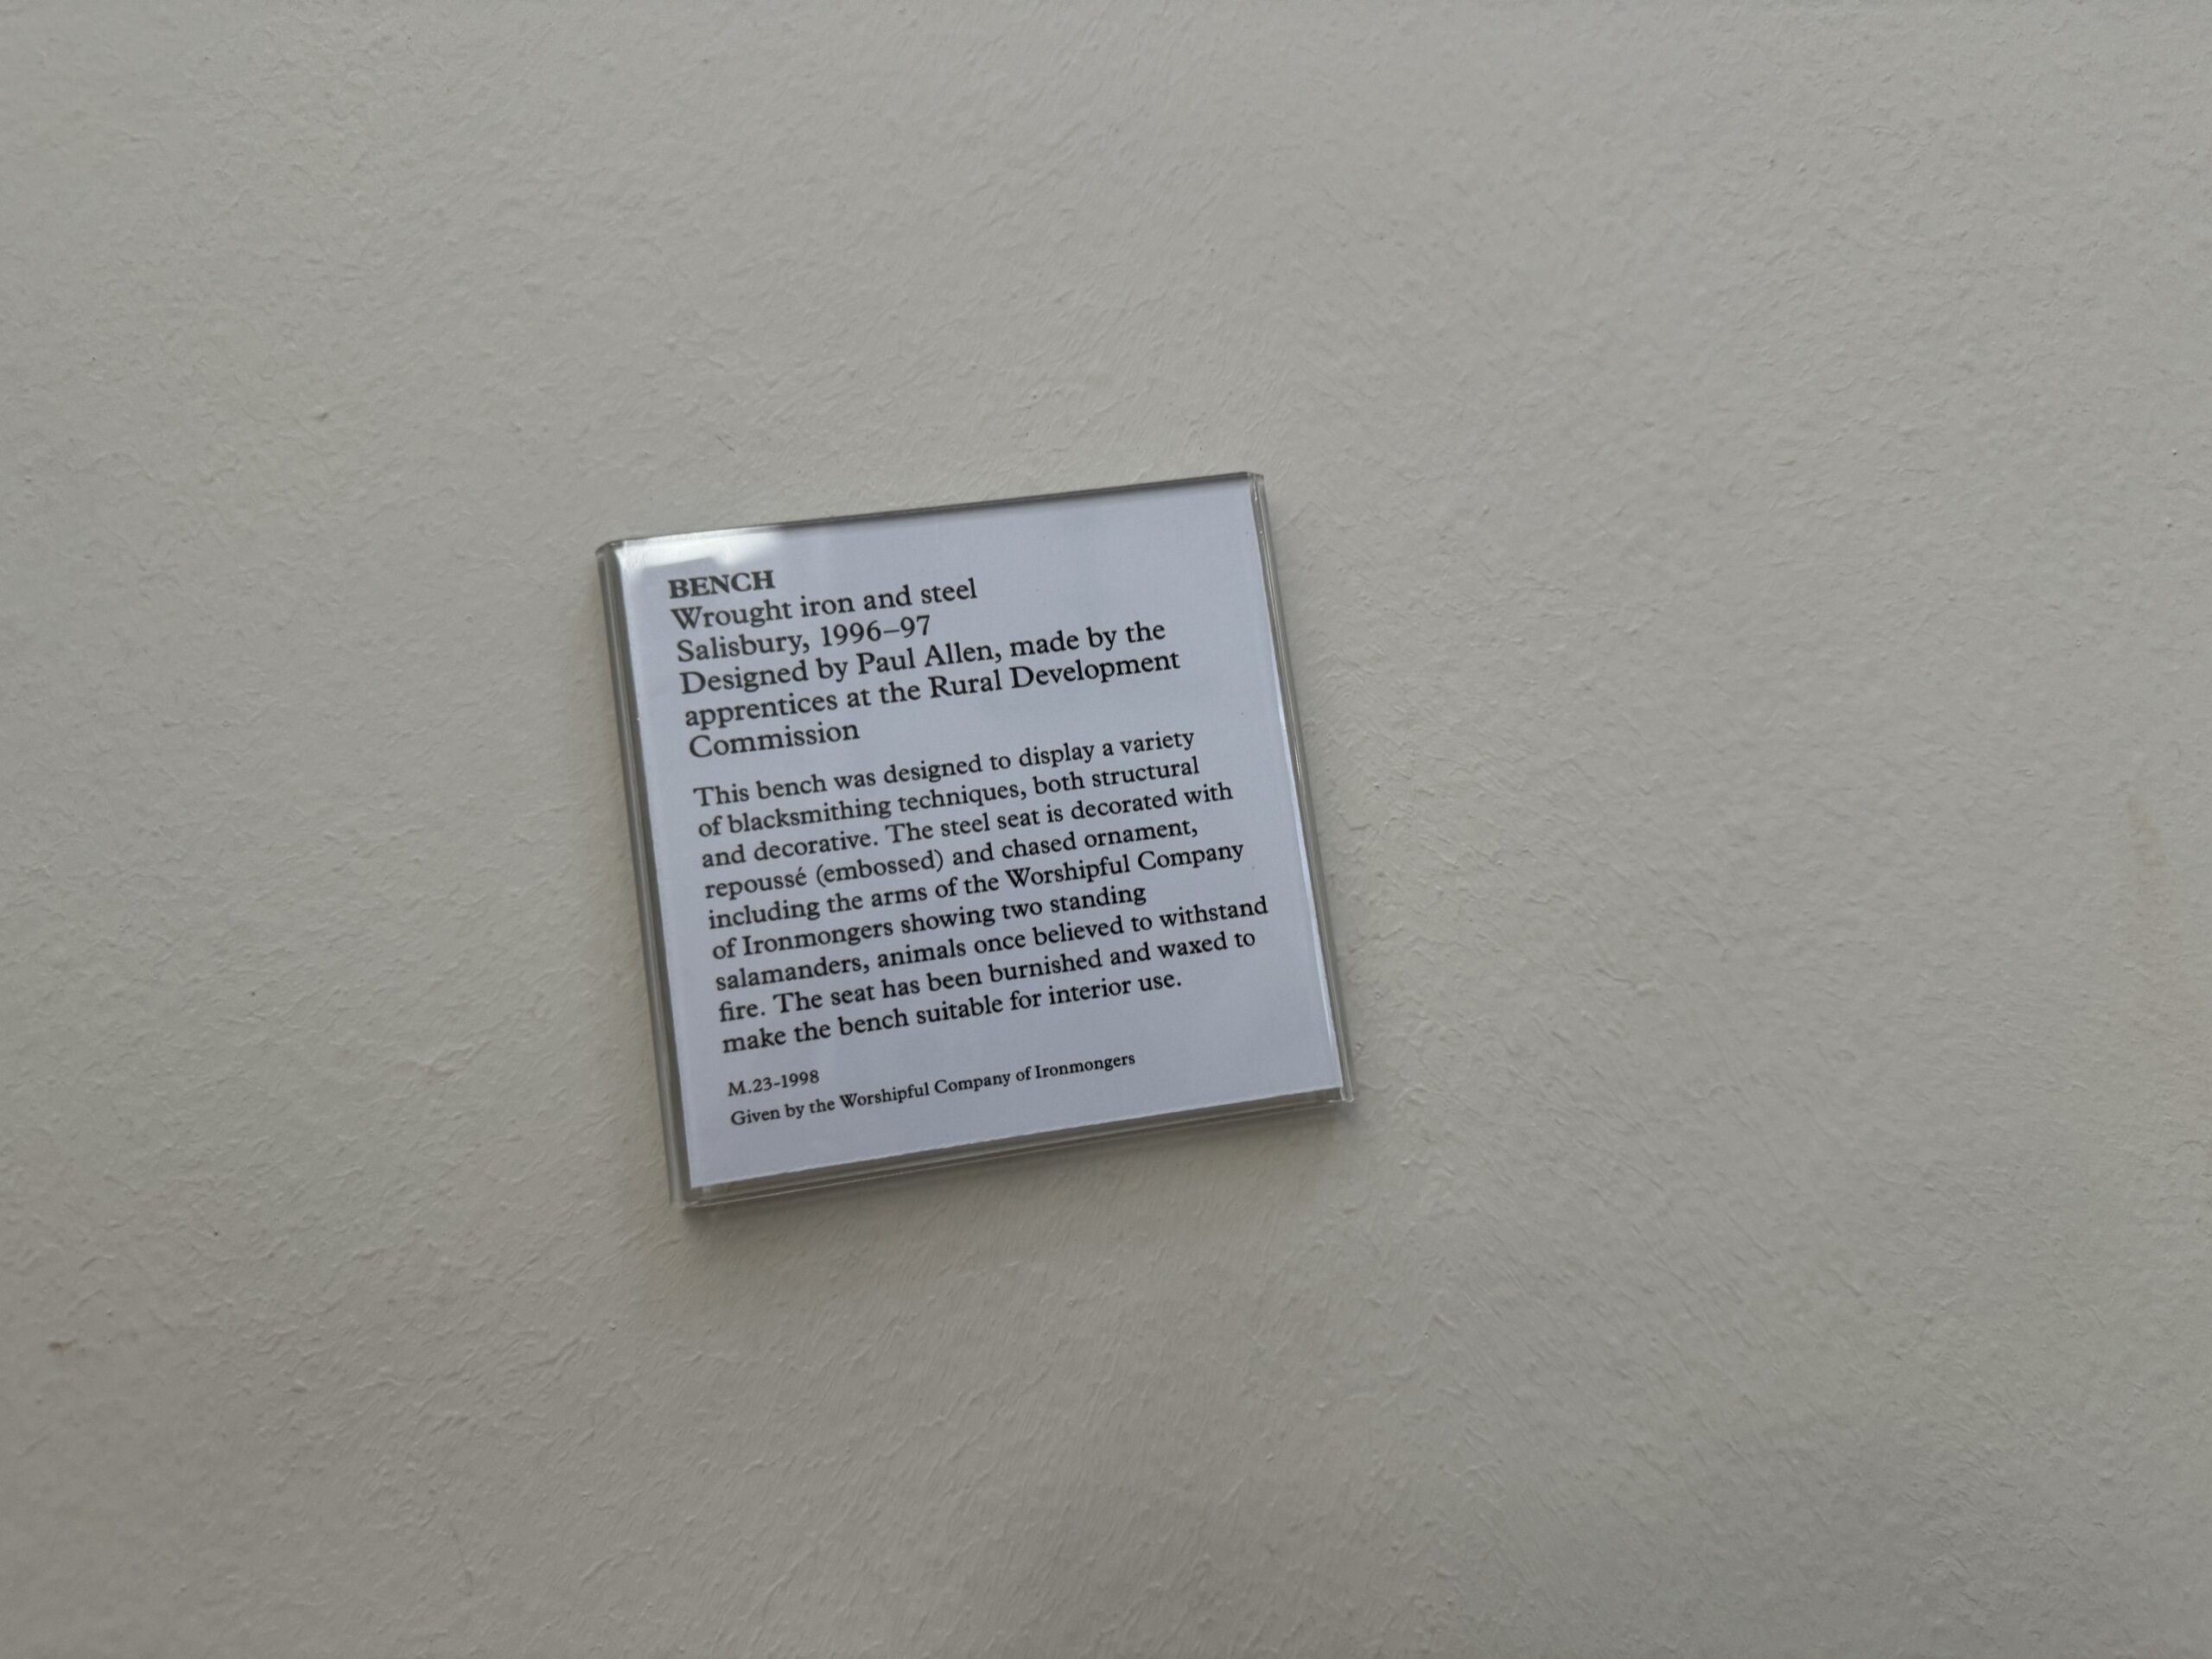 BENCH
Wrought iron and steel
Salisbury, 1996–97
Designed by Paul Allen, made by the
apprentices at the Rural Development
Commission
This bench was designed to display a variety
of blacksmithing techniques, both structural
and decorative. The steel seat is decorated with
repoussé (embossed) and chased ornament,
including the arms of the Worshipful Company
of Ironmongers showing two standing
salamanders, animals once believed to withstand
fire. The seat has been burnished and waxed to
make the bench suitable for interior use.
M.23-1998
Given by the Worshipful Company of Ironmongers